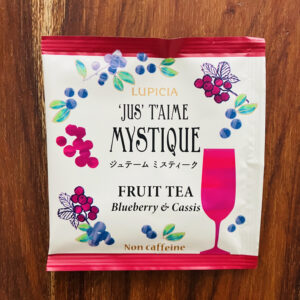 LUPICIA
'JUS' T'AIME
MYSTIQUE
ジュテーム ミスティーク
FRUIT TEA
Blueberry & Cassis
Non caffeine